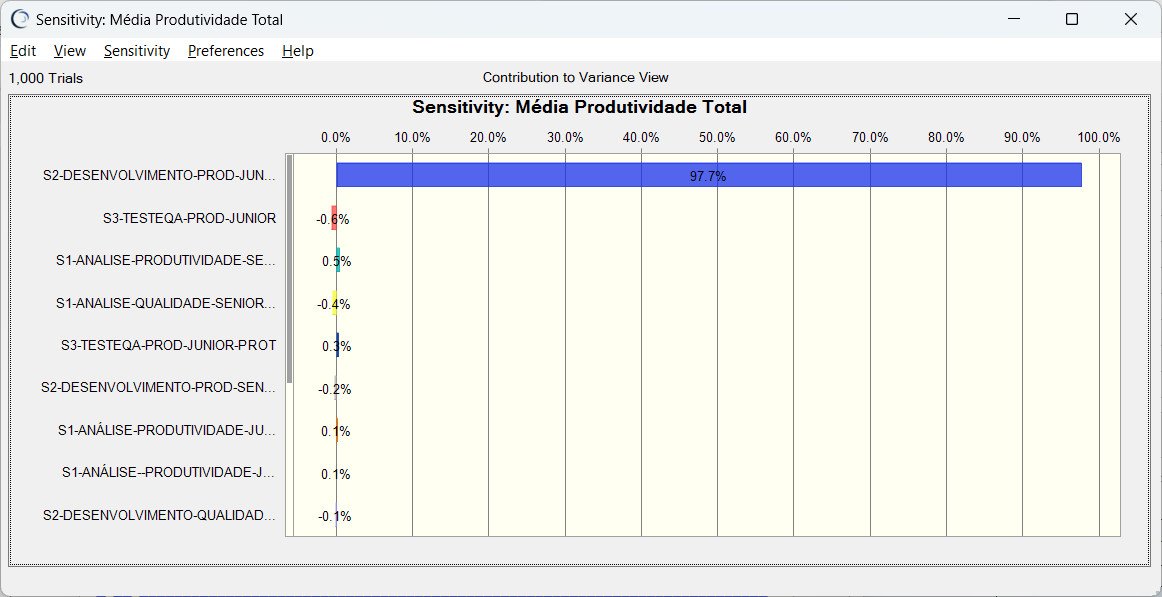 Sensitivity: Média Produtividade Total
Edit View Sensitivity Preferences Help
1,000 Trials
Contribution to Variance View
Sensitivity: Média Produtividade Total
0.0% 10.0% 20.0% 30.0% 40.0% 50.0% 60.0% 70.0% 80.0% 90.0% 100.0%
S2-DESENVOLVIMENTO-PROD-JUN... 97.7%
S3-TESTEQA-PROD-JUNIOR -0.6%
S1-ANALISE-PRODUTIVIDADE-SE... 0.5%
S1-ANALISE-QUALIDADE-SENIOR... -0.4%
S3-TESTEQA-PROD-JUNIOR-PROT 0.3%
S2-DESENVOLVIMENTO-PROD-SEN... -0.2%
S1-ANÁLISE-PRODUTIVIDADE-JU... 0.1%
S1-ANÁLISE--PRODUTIVIDADE-J... 0.1%
S2-DESENVOLVIMENTO-QUALIDAD... -0.1%